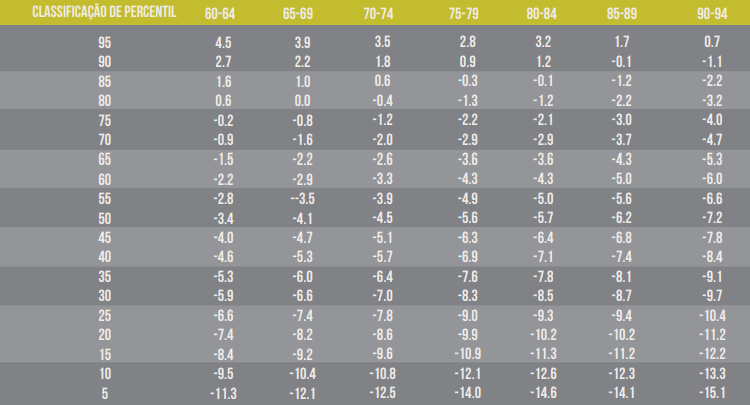 CLASSIFICAÇÃO DE PERCENTIL 60-64 65-69 70-74 75-79 80-84 85-89 90-94
95 4.5 3.9 3.5 2.8 3.2 1.7 0.7
90 2.7 2.2 1.8 0.9 1.2 -0.1 -1.1
85 1.6 1.0 0.6 -0.3 -0.1 -1.2 -2.2
80 0.6 0.0 -0.4 -1.3 -1.2 -2.2 -3.2
75 -0.2 -0.8 -1.2 -2.2 -2.1 -3.0 -4.0
70 -0.9 -1.6 -2.0 -2.9 -2.9 -3.7 -4.7
65 -1.5 -2.2 -2.6 -3.6 -3.6 -4.3 -5.3
60 -2.2 -2.9 -3.3 -4.3 -4.3 -5.0 -6.0
55 -2.8 --3.5 -3.9 -4.9 -5.0 -5.6 -6.6
50 -3.4 -4.1 -4.5 -5.6 -5.7 -6.2 -7.2
45 -4.0 -4.7 -5.1 -6.3 -6.4 -6.8 -7.8
40 -4.6 -5.3 -5.7 -6.9 -7.1 -7.4 -8.4
35 -5.3 -6.0 -6.4 -7.6 -7.8 -8.1 -9.1
30 -5.9 -6.6 -7.0 -8.3 -8.5 -8.7 -9.7
25 -6.6 -7.4 -7.8 -9.0 -9.3 -9.4 -10.4
20 -7.4 -8.2 -8.6 -9.9 -10.2 -10.2 -11.2
15 -8.4 -9.2 -9.6 -10.9 -11.3 -11.2 -12.2
10 -9.5 -10.4 -10.8 -12.1 -12.6 -12.3 -13.3
5 -11.3 -12.1 -12.5 -14.0 -14.6 -14.1 -15.1